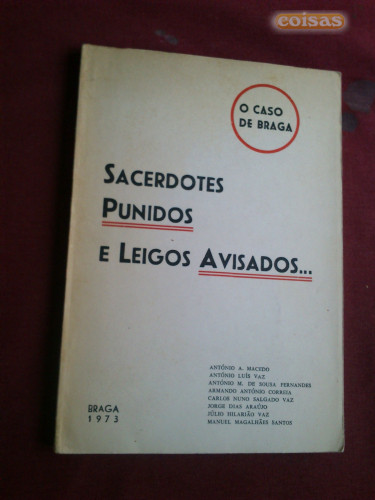 coisas
O CASO
DE BRAGA
SACERDOTES
PUNIDOS
E LEIGOS AVISADOS...
ANTÓNIO A. MACEDO
ANTÓNIO LUÍS VAZ
ANTÓNIO M. DE SOUSA FERNANDES
ARMANDO ANTÓNIO CORREIA
CARLOS NUNO SALGADO VAZ
JORGE DIAS ARAÚJO
JÚLIO HILARIÃO VAZ
MANUEL MAGALHÃES SANTOS
BRAGA
1973